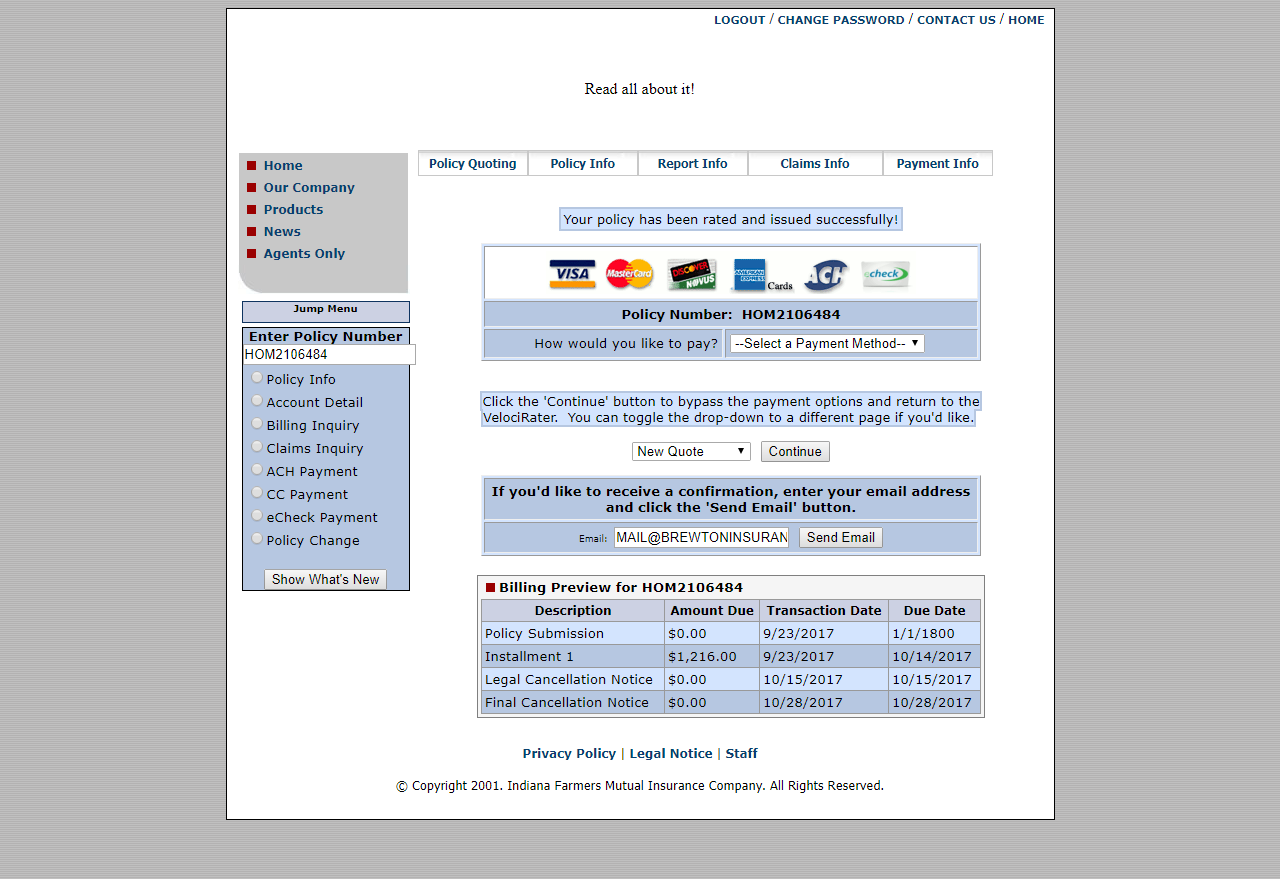 LOGOUT / CHANGE PASSWORD / CONTACT US / HOME
Read all about it!
Home
Our Company
Products
News
Agents Only
Policy Quoting Policy Info Report Info Claims Info Payment Info
Jump Menu
Enter Policy Number
HOM2106484
Policy Info
Account Detail
Billing Inquiry
Claims Inquiry
ACH Payment
CC Payment
eCheck Payment
Policy Change
Show What's New
Your policy has been rated and issued successfully!
VISA MasterCard DISCOVER NOVUS AMERICAN EXPRESS Cards ACH echeck
Policy Number: HOM2106484
How would you like to pay? --Select a Payment Method--
Click the 'Continue' button to bypass the payment options and return to the
VelociRater. You can toggle the drop-down to a different page if you'd like.
New Quote Continue
If you'd like to receive a confirmation, enter your email address
and click the 'Send Email' button.
Email: MAIL@BREWTONINSURAN Send Email
Billing Preview for HOM2106484
Description Amount Due Transaction Date Due Date
Policy Submission $0.00 9/23/2017 1/1/1800
Installment 1 $1,216.00 9/23/2017 10/14/2017
Legal Cancellation Notice $0.00 10/15/2017 10/15/2017
Final Cancellation Notice $0.00 10/28/2017 10/28/2017
Privacy Policy | Legal Notice | Staff
© Copyright 2001. Indiana Farmers Mutual Insurance Company. All Rights Reserved.